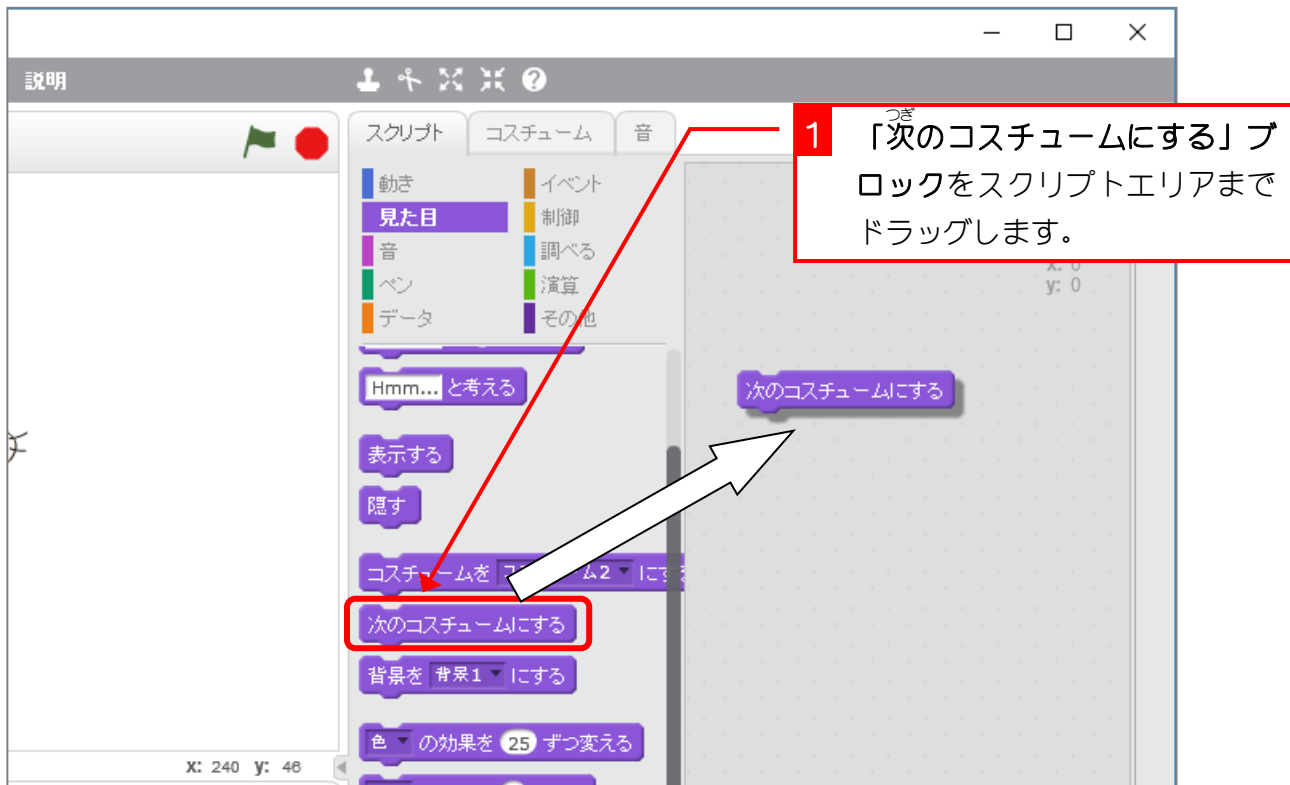 説明
スクリプト コスチューム 音
つぎ
1 「次のコスチュームにする」ブ
ロックをスクリプトエリアまで
ドラッグします。
動き イベント
見た目 制御
音 調べる
ペン 演算
データ その他
x: 0
y: 0
Hmm... と考える
次のコスチュームにする
表示する
隠す
コスチュームを 2 にする
次のコスチュームにする
背景を 背景1 にする
色 の効果を 25 ずつ変える
x: 240 y: 46